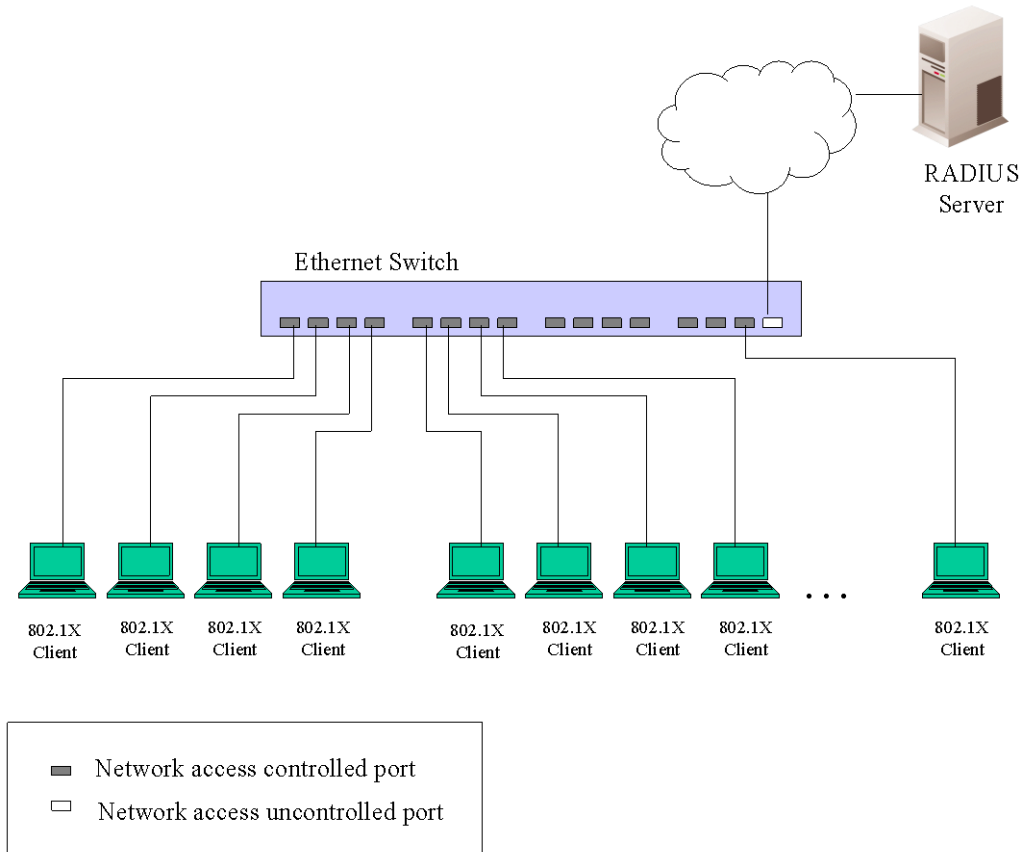 RADIUS
Server
Ethernet Switch
802.1X
Client
802.1X
Client
802.1X
Client
802.1X
Client
802.1X
Client
802.1X
Client
802.1X
Client
802.1X
Client
. . .
802.1X
Client
Network access controlled port
Network access uncontrolled port